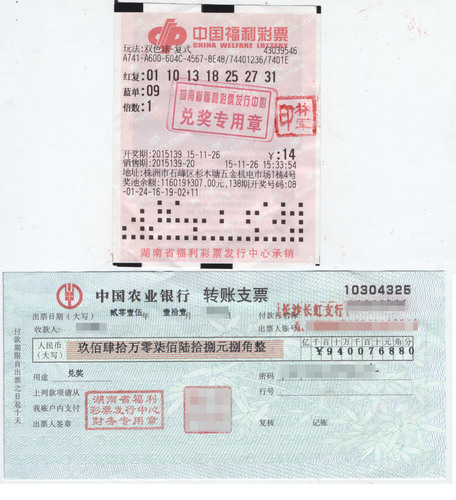 中国福利彩票
CHINA WELFARE LOTTERY
玩法:双色球-复式 43039546
A741-A600-604C-4567-8E48/74401236/7401E
红复:01 10 13 18 25 27 31
蓝单:09
倍数:1
湖南省福利彩票发行中心
兑奖专用章
开奖期:2015139 15-11-26 ¥:14
销售期:2015139-20 15-11-26 15:33:54
地址:株洲市石峰区杉木塘五金机电市场1栋4号
奖池余额:1160191307.00元,138期开奖号码:08
-01-24-16-19-02+11
湖南省福利彩票发行中心承销
中国农业银行 转账支票 10304325
出票日期(大写) 贰零壹伍年 壹拾壹月 长沙长虹支行
收款人: 出票人账号:
人民币(大写) 玖佰肆拾万零柒佰陆拾捌元捌角整 亿千百十万千百十元角分
¥940076880
用途 兑奖
上列款项请从 行号
我账户内支付
出票人签章 复核 记账
湖南省福利
彩票发行中心
财务专用章
付款期限自出票之日起十天